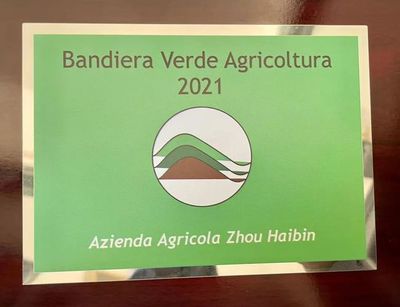 Bandiera Verde Agricoltura
2021
Azienda Agricola Zhou Haibin